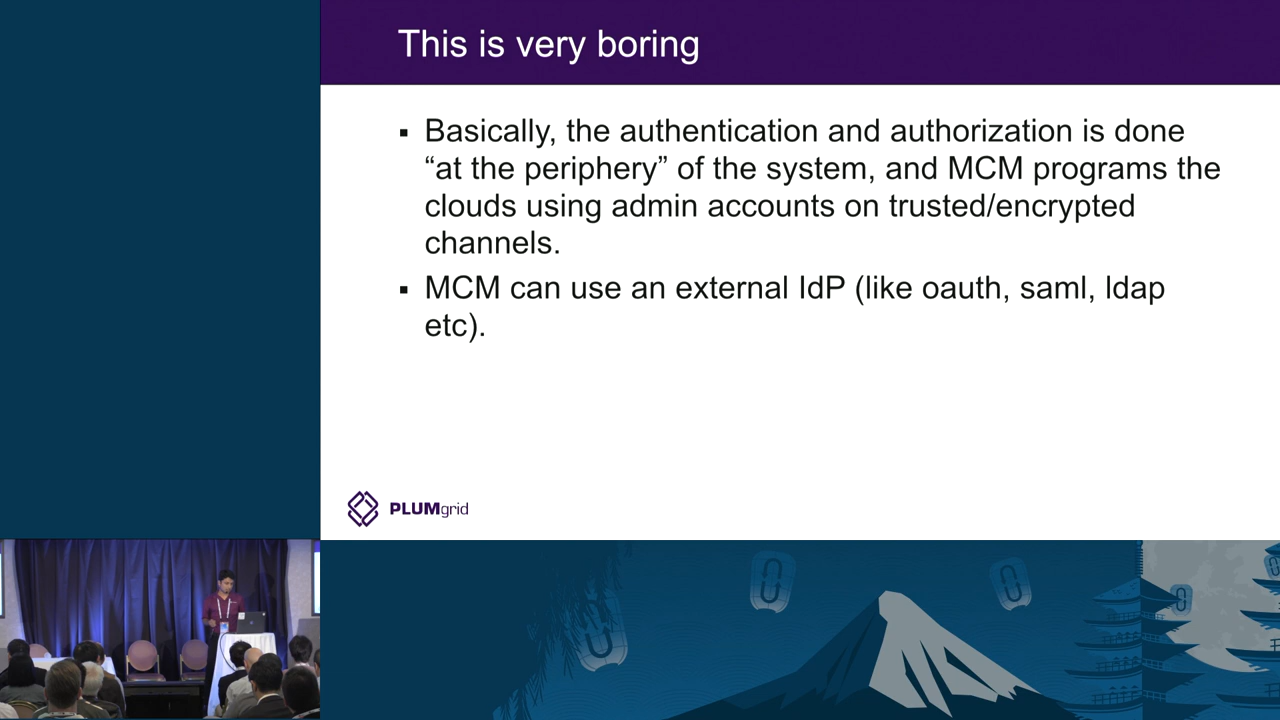 This is very boring
▪ Basically, the authentication and authorization is done
“at the periphery” of the system, and MCM programs the
clouds using admin accounts on trusted/encrypted
channels.
▪ MCM can use an external IdP (like oauth, saml, ldap
etc).
PLUMgrid